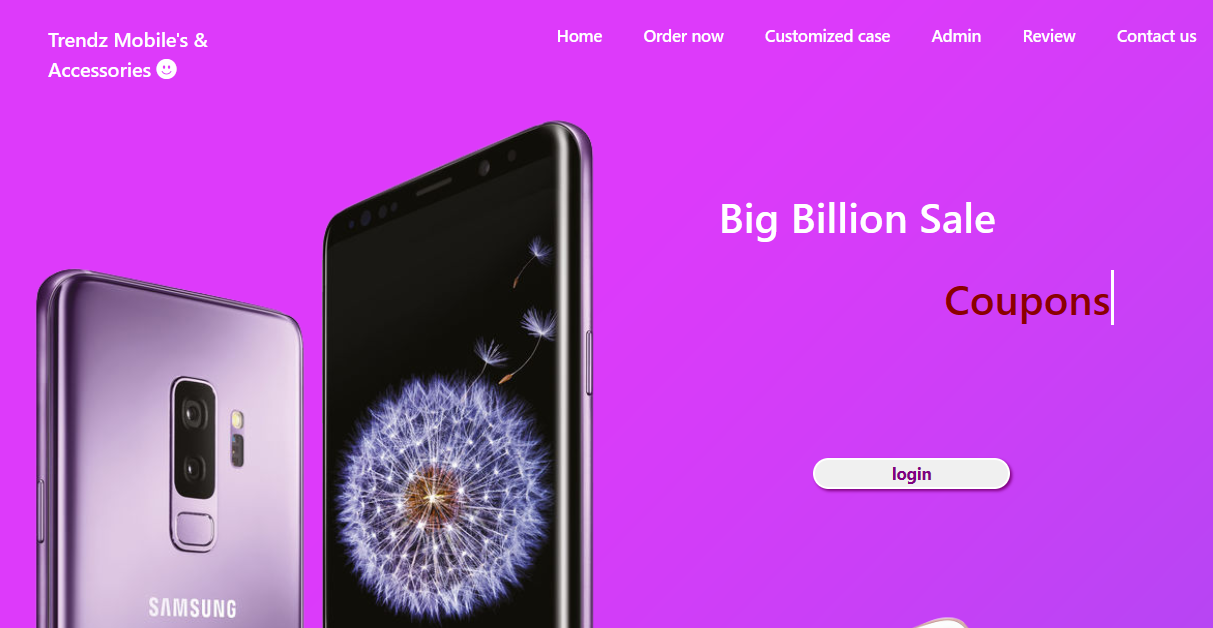 Trendz Mobile's &
Accessories
Home
Order now
Customized case
Admin
Review
Contact us
Big Billion Sale
Coupons
login
SAMSUNG